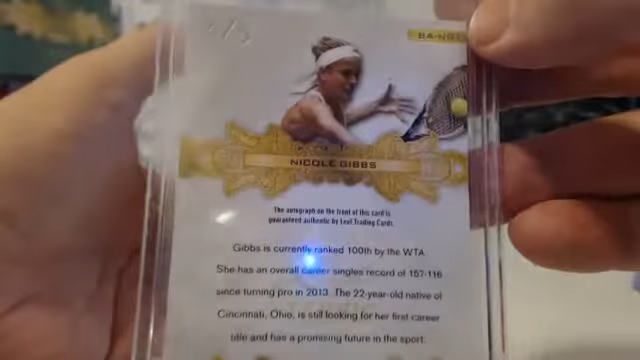 BA-NG1
NICOLE GIBBS
The autograph on the front of this card is
guaranteed authentic by Leaf Trading Cards.
Gibbs is currently ranked 100th by the WTA
She has an overall career singles record of 157-116
since turning pro in 2013. The 22-year-old native of
Cincinnati, Ohio, is still looking for her first career
title and has a promising future in the sport.